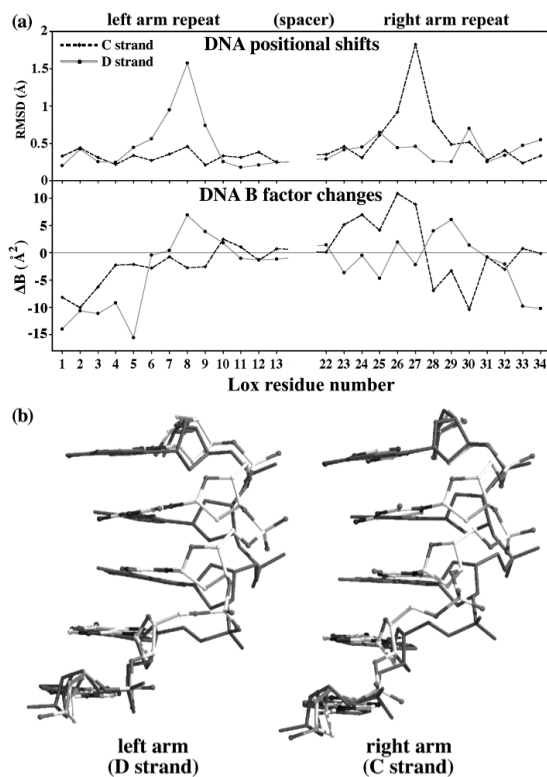 (a) left arm repeat (spacer) right arm repeat
DNA positional shifts
C strand
D strand
RMSD (Å)
2
1.5
1
0.5
0
DNA B factor changes
ΔB (Å²)
10
5
0
-5
-10
-15
1 2 3 4 5 6 7 8 9 10 11 12 13 22 23 24 25 26 27 28 29 30 31 32 33 34
Lox residue number
(b)
left arm
(D strand)
right arm
(C strand)